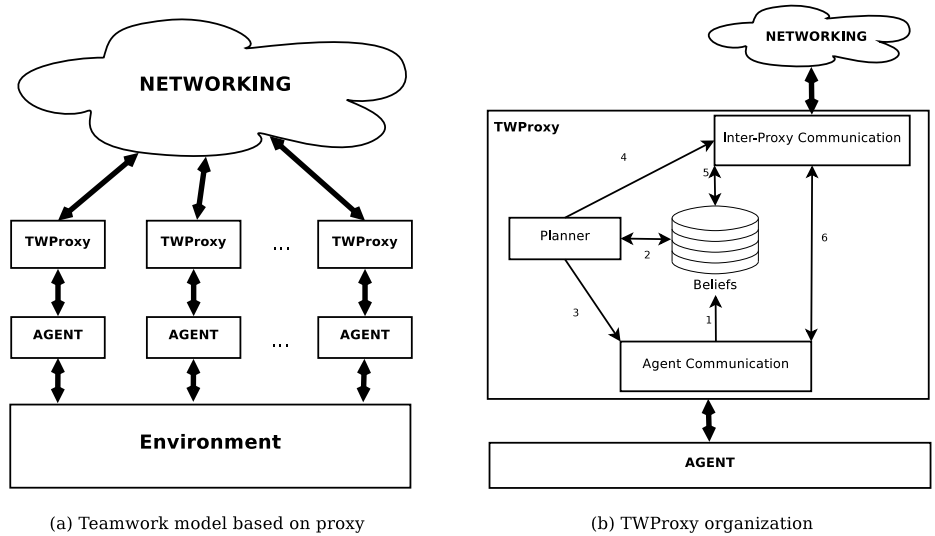 NETWORKING
TWProxy
TWProxy
...
TWProxy
AGENT
AGENT
...
AGENT
Environment
(a) Teamwork model based on proxy
NETWORKING
TWProxy
Inter-Proxy Communication
4
5
Planner
2
6
Beliefs
3
1
Agent Communication
AGENT
(b) TWProxy organization